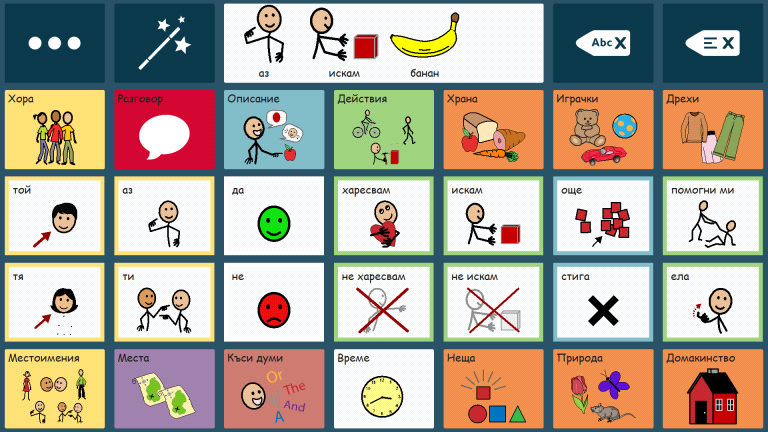 аз искам банан
Abc X
X
Хора Разговор Описание Действия Храна Играчки Дрехи
той аз да харесвам искам още помогни ми
тя ти не не харесвам не искам стига ела
Местоимения Места Къси думи Време Неща Природа Домакинство
Or
The
And
A